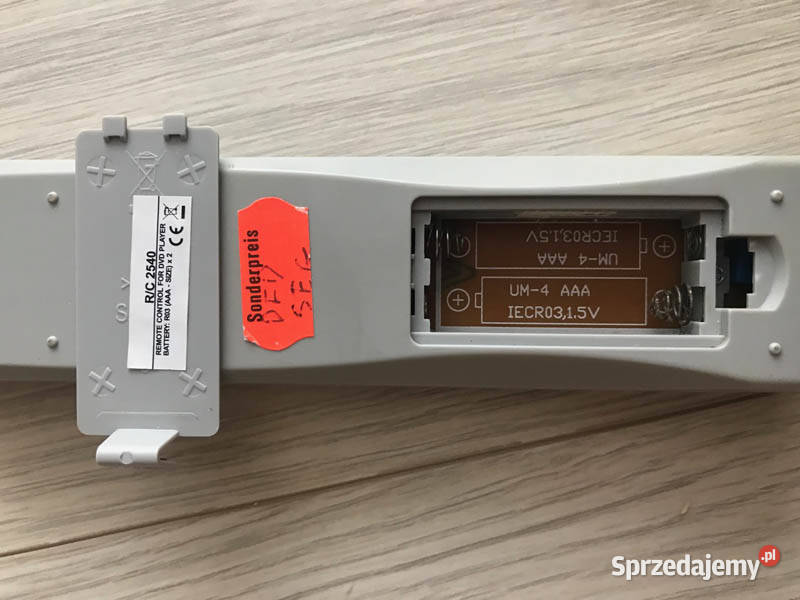 R/C 2540
REMOTE CONTROL FOR DVD PLAYER
BATTERY: R03 (AAA - SIZE) x 2
CE
Sonderpreis
DFD
SEG
UM-4 AAA
IECR03,1.5V
UM-4 AAA
IECR03,1.5V
Sprzedajemy.pl